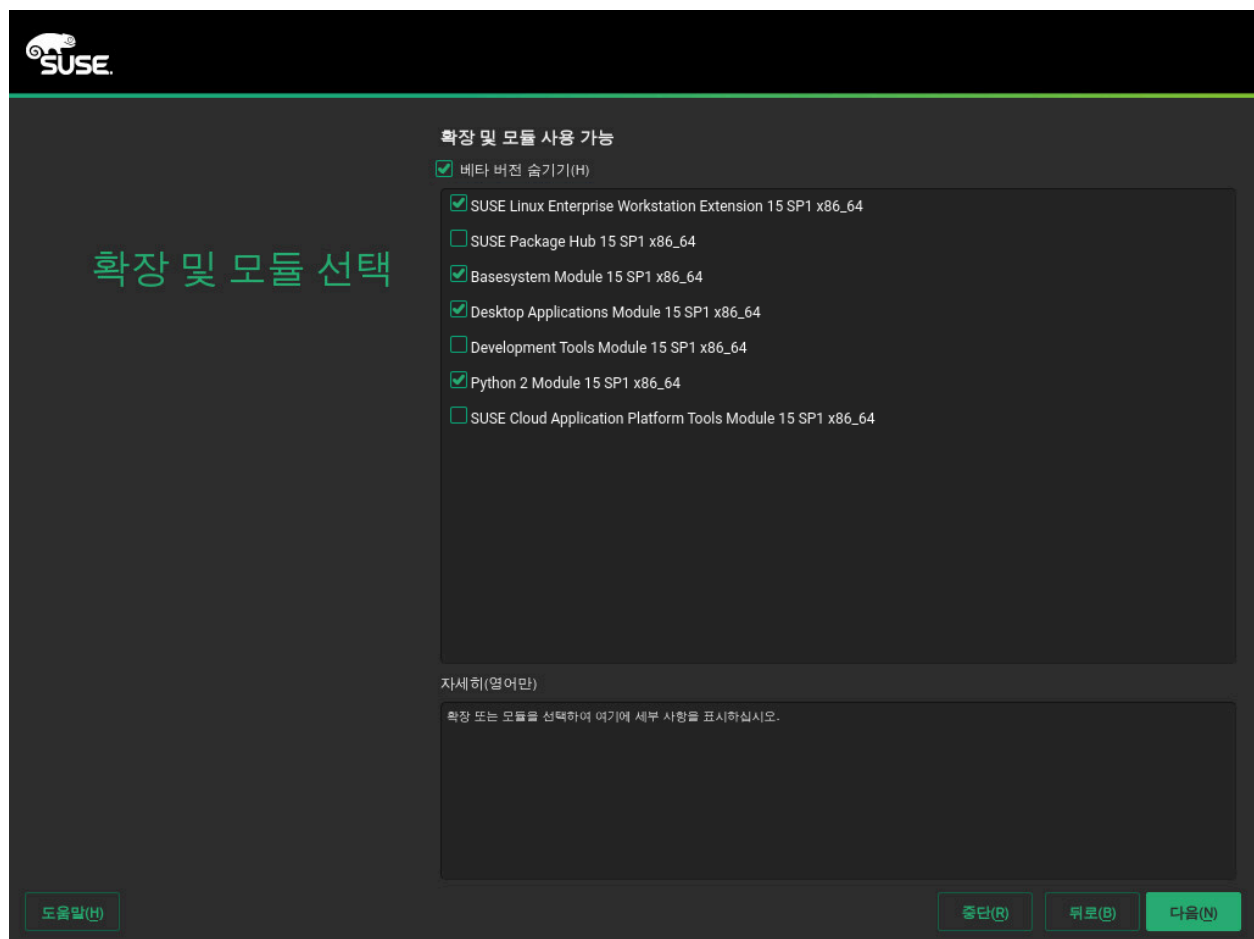 SUSE.
확장 및 모듈 선택
확장 및 모듈 사용 가능
베타 버전 숨기기(H)
SUSE Linux Enterprise Workstation Extension 15 SP1 x86_64
SUSE Package Hub 15 SP1 x86_64
Basesystem Module 15 SP1 x86_64
Desktop Applications Module 15 SP1 x86_64
Development Tools Module 15 SP1 x86_64
Python 2 Module 15 SP1 x86_64
SUSE Cloud Application Platform Tools Module 15 SP1 x86_64
자세히(영어만)
확장 또는 모듈을 선택하여 여기에 세부 사항을 표시하십시오.
도움말(H) 중단(R) 뒤로(B) 다음(N)